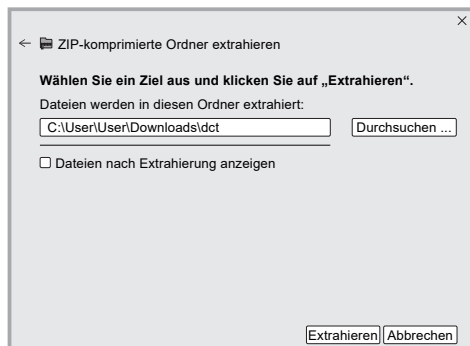 ZIP-komprimierte Ordner extrahieren
Wählen Sie ein Ziel aus und klicken Sie auf „Extrahieren“.
Dateien werden in diesen Ordner extrahiert:
C:\User\User\Downloads\dct
Durchsuchen ...
Dateien nach Extrahierung anzeigen
Extrahieren
Abbrechen